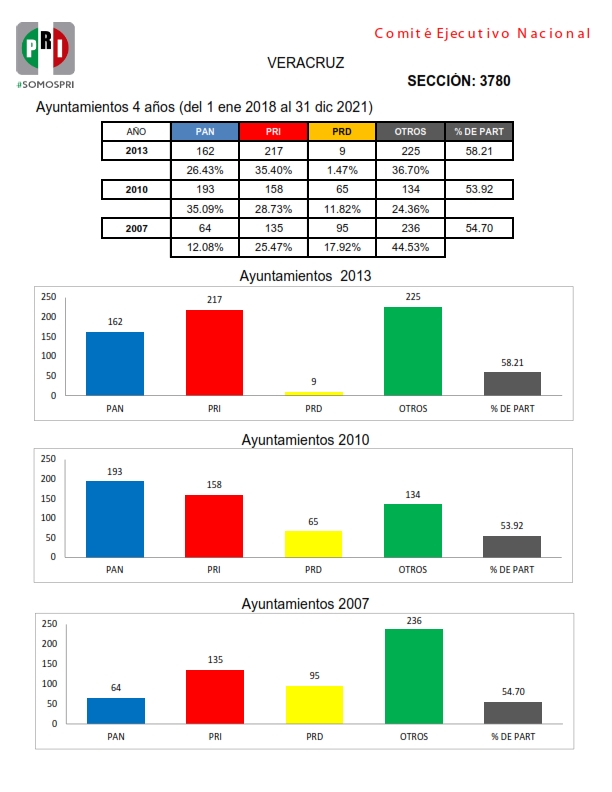 Comité Ejecutivo Nacional
PRI
#SOMOSPRI
VERACRUZ
SECCIÓN: 3780
Ayuntamientos 4 años (del 1 ene 2018 al 31 dic 2021)
AÑO PAN PRI PRD OTROS % DE PART
2013 162 217 9 225 58.21
26.43% 35.40% 1.47% 36.70%
2010 193 158 65 134 53.92
35.09% 28.73% 11.82% 24.36%
2007 64 135 95 236 54.70
12.08% 25.47% 17.92% 44.53%
Ayuntamientos 2013
250
200
150
100
50
0
162 217 9 225 58.21
PAN PRI PRD OTROS % DE PART
Ayuntamientos 2010
250
200
150
100
50
0
193 158 65 134 53.92
PAN PRI PRD OTROS % DE PART
Ayuntamientos 2007
250
200
150
100
50
0
64 135 95 236 54.70
PAN PRI PRD OTROS % DE PART